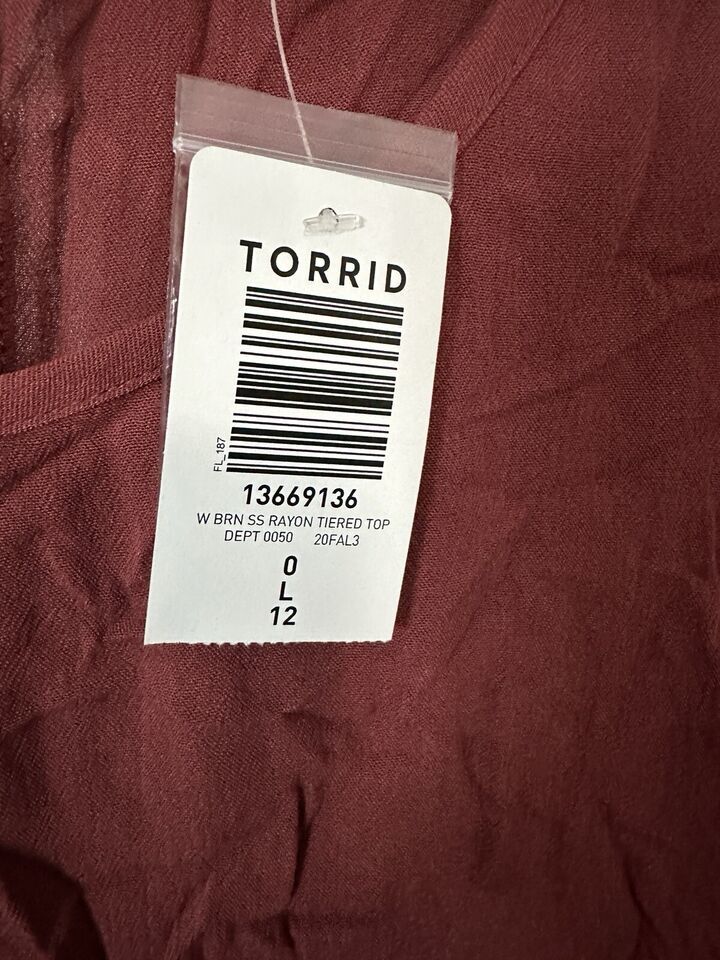 TORRID
FL_187
13669136
W BRN SS RAYON TIERED TOP
DEPT 0050 20FAL3
0
L
12